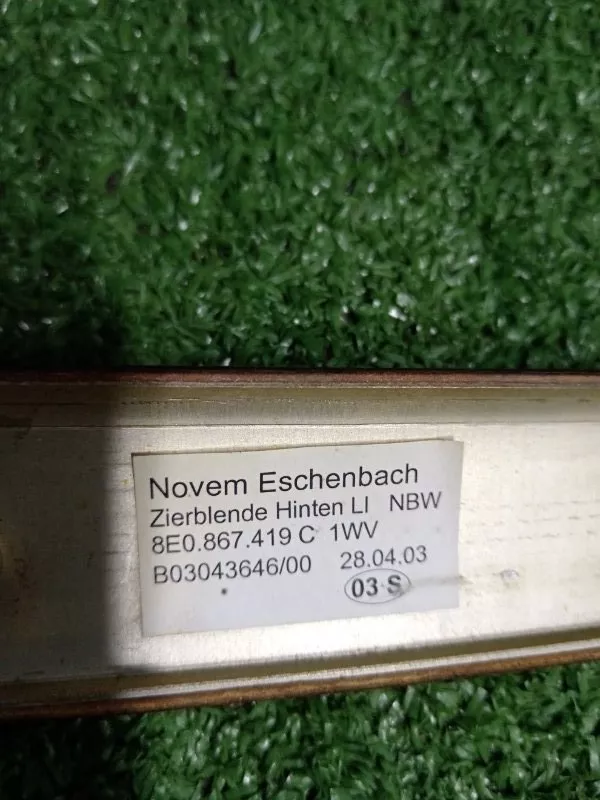 Novem Eschenbach
Zierblende Hinten LI NBW
8E0.867.419 C 1WV
B03043646/00 28.04.03
03 S